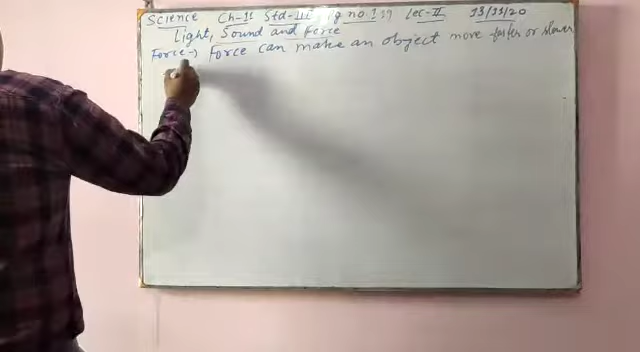 Science Ch-11 Std-III Pg no. 139 Lec-II 13/11/20
Light, Sound and Force
Force → Force can make an object move faster or slower